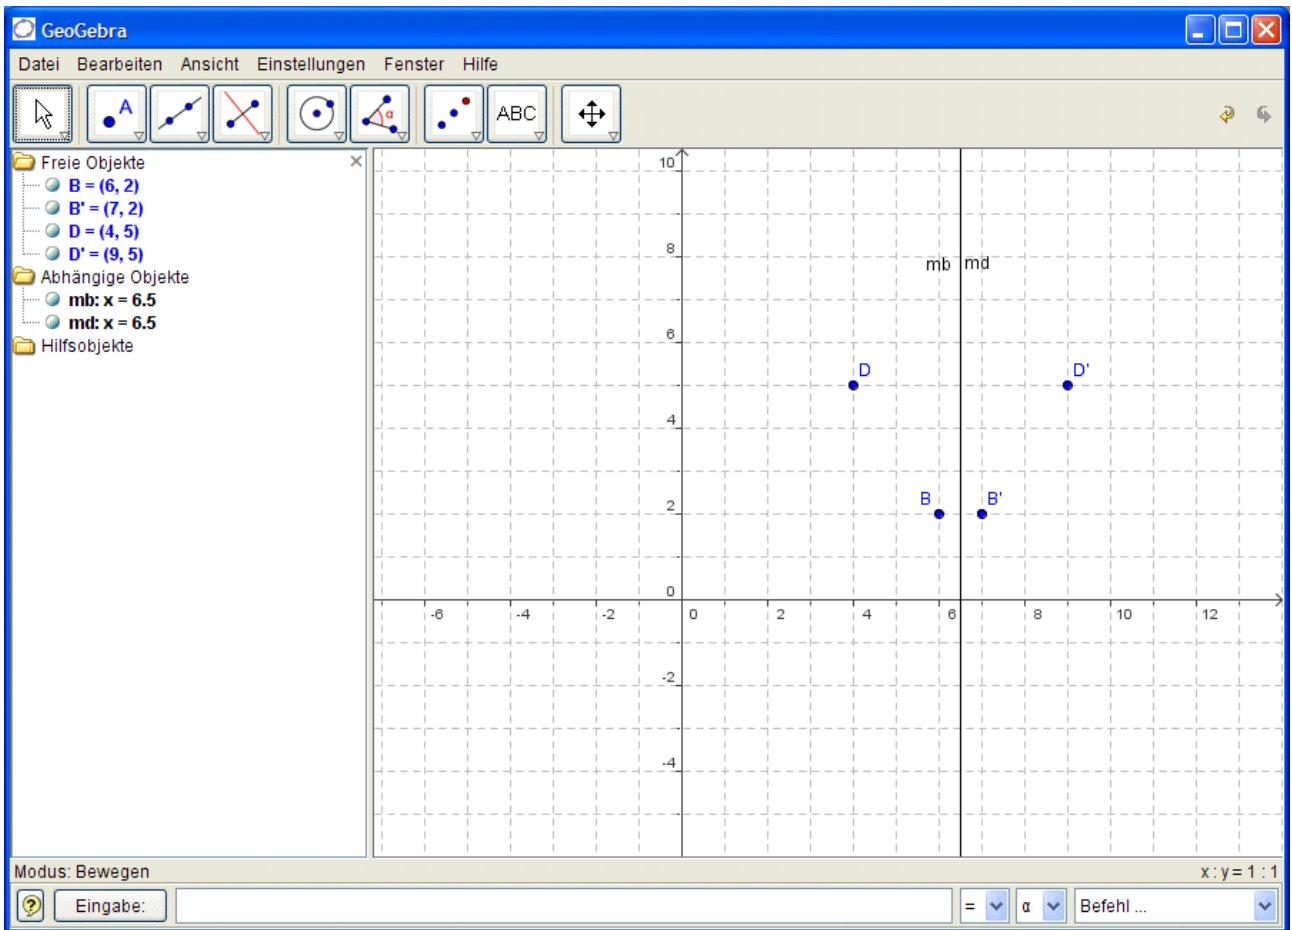 GeoGebra
Datei Bearbeiten Ansicht Einstellungen Fenster Hilfe
A α ABC
Freie Objekte
B = (6, 2)
B' = (7, 2)
D = (4, 5)
D' = (9, 5)
Abhängige Objekte
mb: x = 6.5
md: x = 6.5
Hilfsobjekte
10
8
mb md
6
D D'
4
B B'
2
0
-6 -4 -2 0 2 4 6 8 10 12
-2
-4
Modus: Bewegen x : y = 1 : 1
? Eingabe: = α Befehl ...